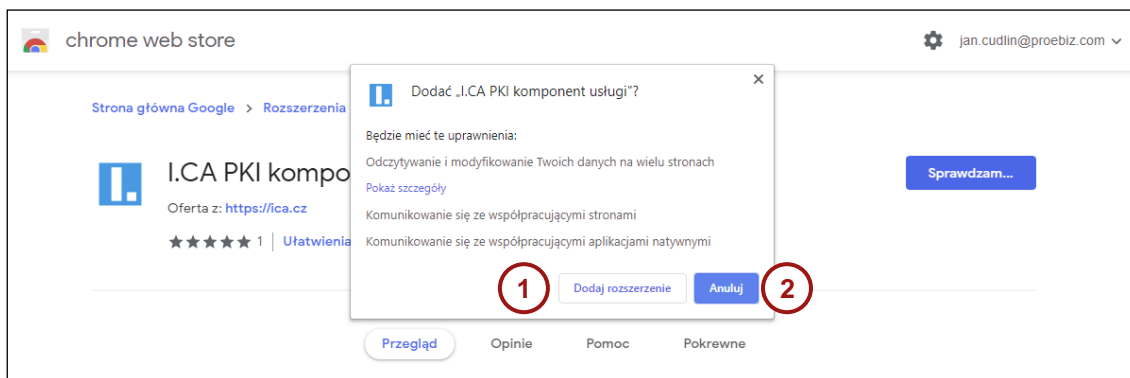 chrome web store
jan.cudlin@proebiz.com
Strona główna Google > Rozszerzenia
Dodać „I.CA PKI komponent usługi”?
Będzie mieć te uprawnienia:
Odczytywanie i modyfikowanie Twoich danych na wielu stronach
Pokaż szczegóły
Komunikowanie się ze współpracującymi stronami
Komunikowanie się ze współpracującymi aplikacjami natywnymi
1
Dodaj rozszerzenie
Anuluj
2
I.CA PKI kompo
Oferta z: https://ica.cz
1 | Ułatwienia
Sprawdzam...
Przegląd
Opinie
Pomoc
Pokrewne